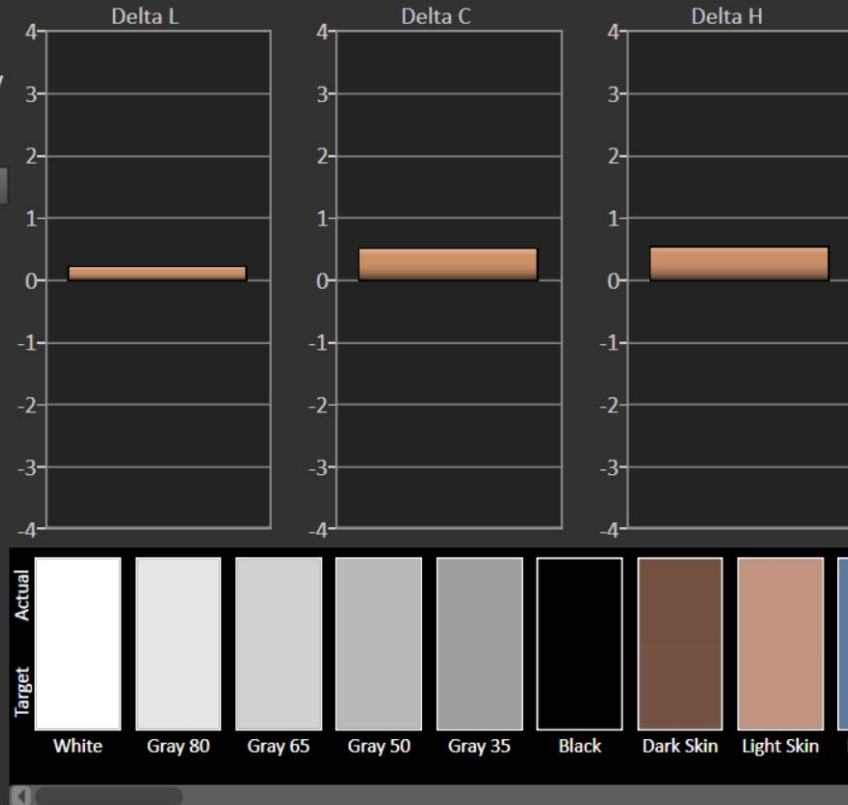 Delta L
Delta C
Delta H
4 4 4
3 3 3
2 2 2
1 1 1
0 0 0
-1 -1 -1
-2 -2 -2
-3 -3 -3
-4 -4 -4
Actual
Target
White Gray 80 Gray 65 Gray 50 Gray 35 Black Dark Skin Light Skin